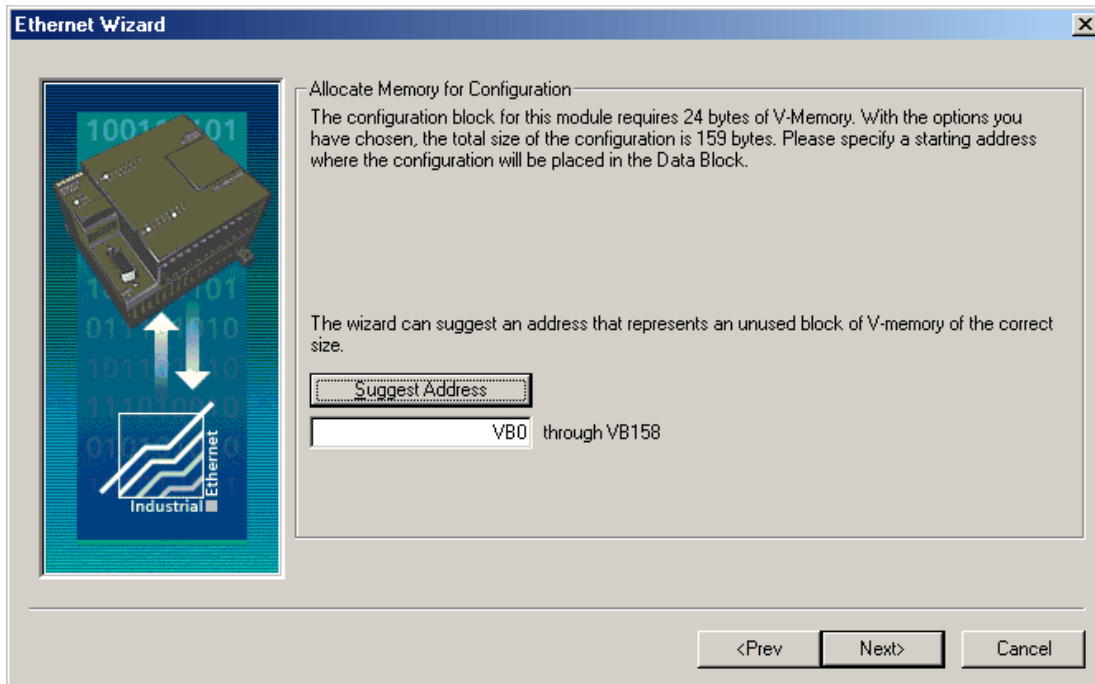 Ethernet Wizard
Allocate Memory for Configuration
The configuration block for this module requires 24 bytes of V-Memory. With the options you
have chosen, the total size of the configuration is 159 bytes. Please specify a starting address
where the configuration will be placed in the Data Block.
The wizard can suggest an address that represents an unused block of V-memory of the correct
size.
Suggest Address
VB0 through VB158
Industrial
Ethernet
<Prev
Next>
Cancel